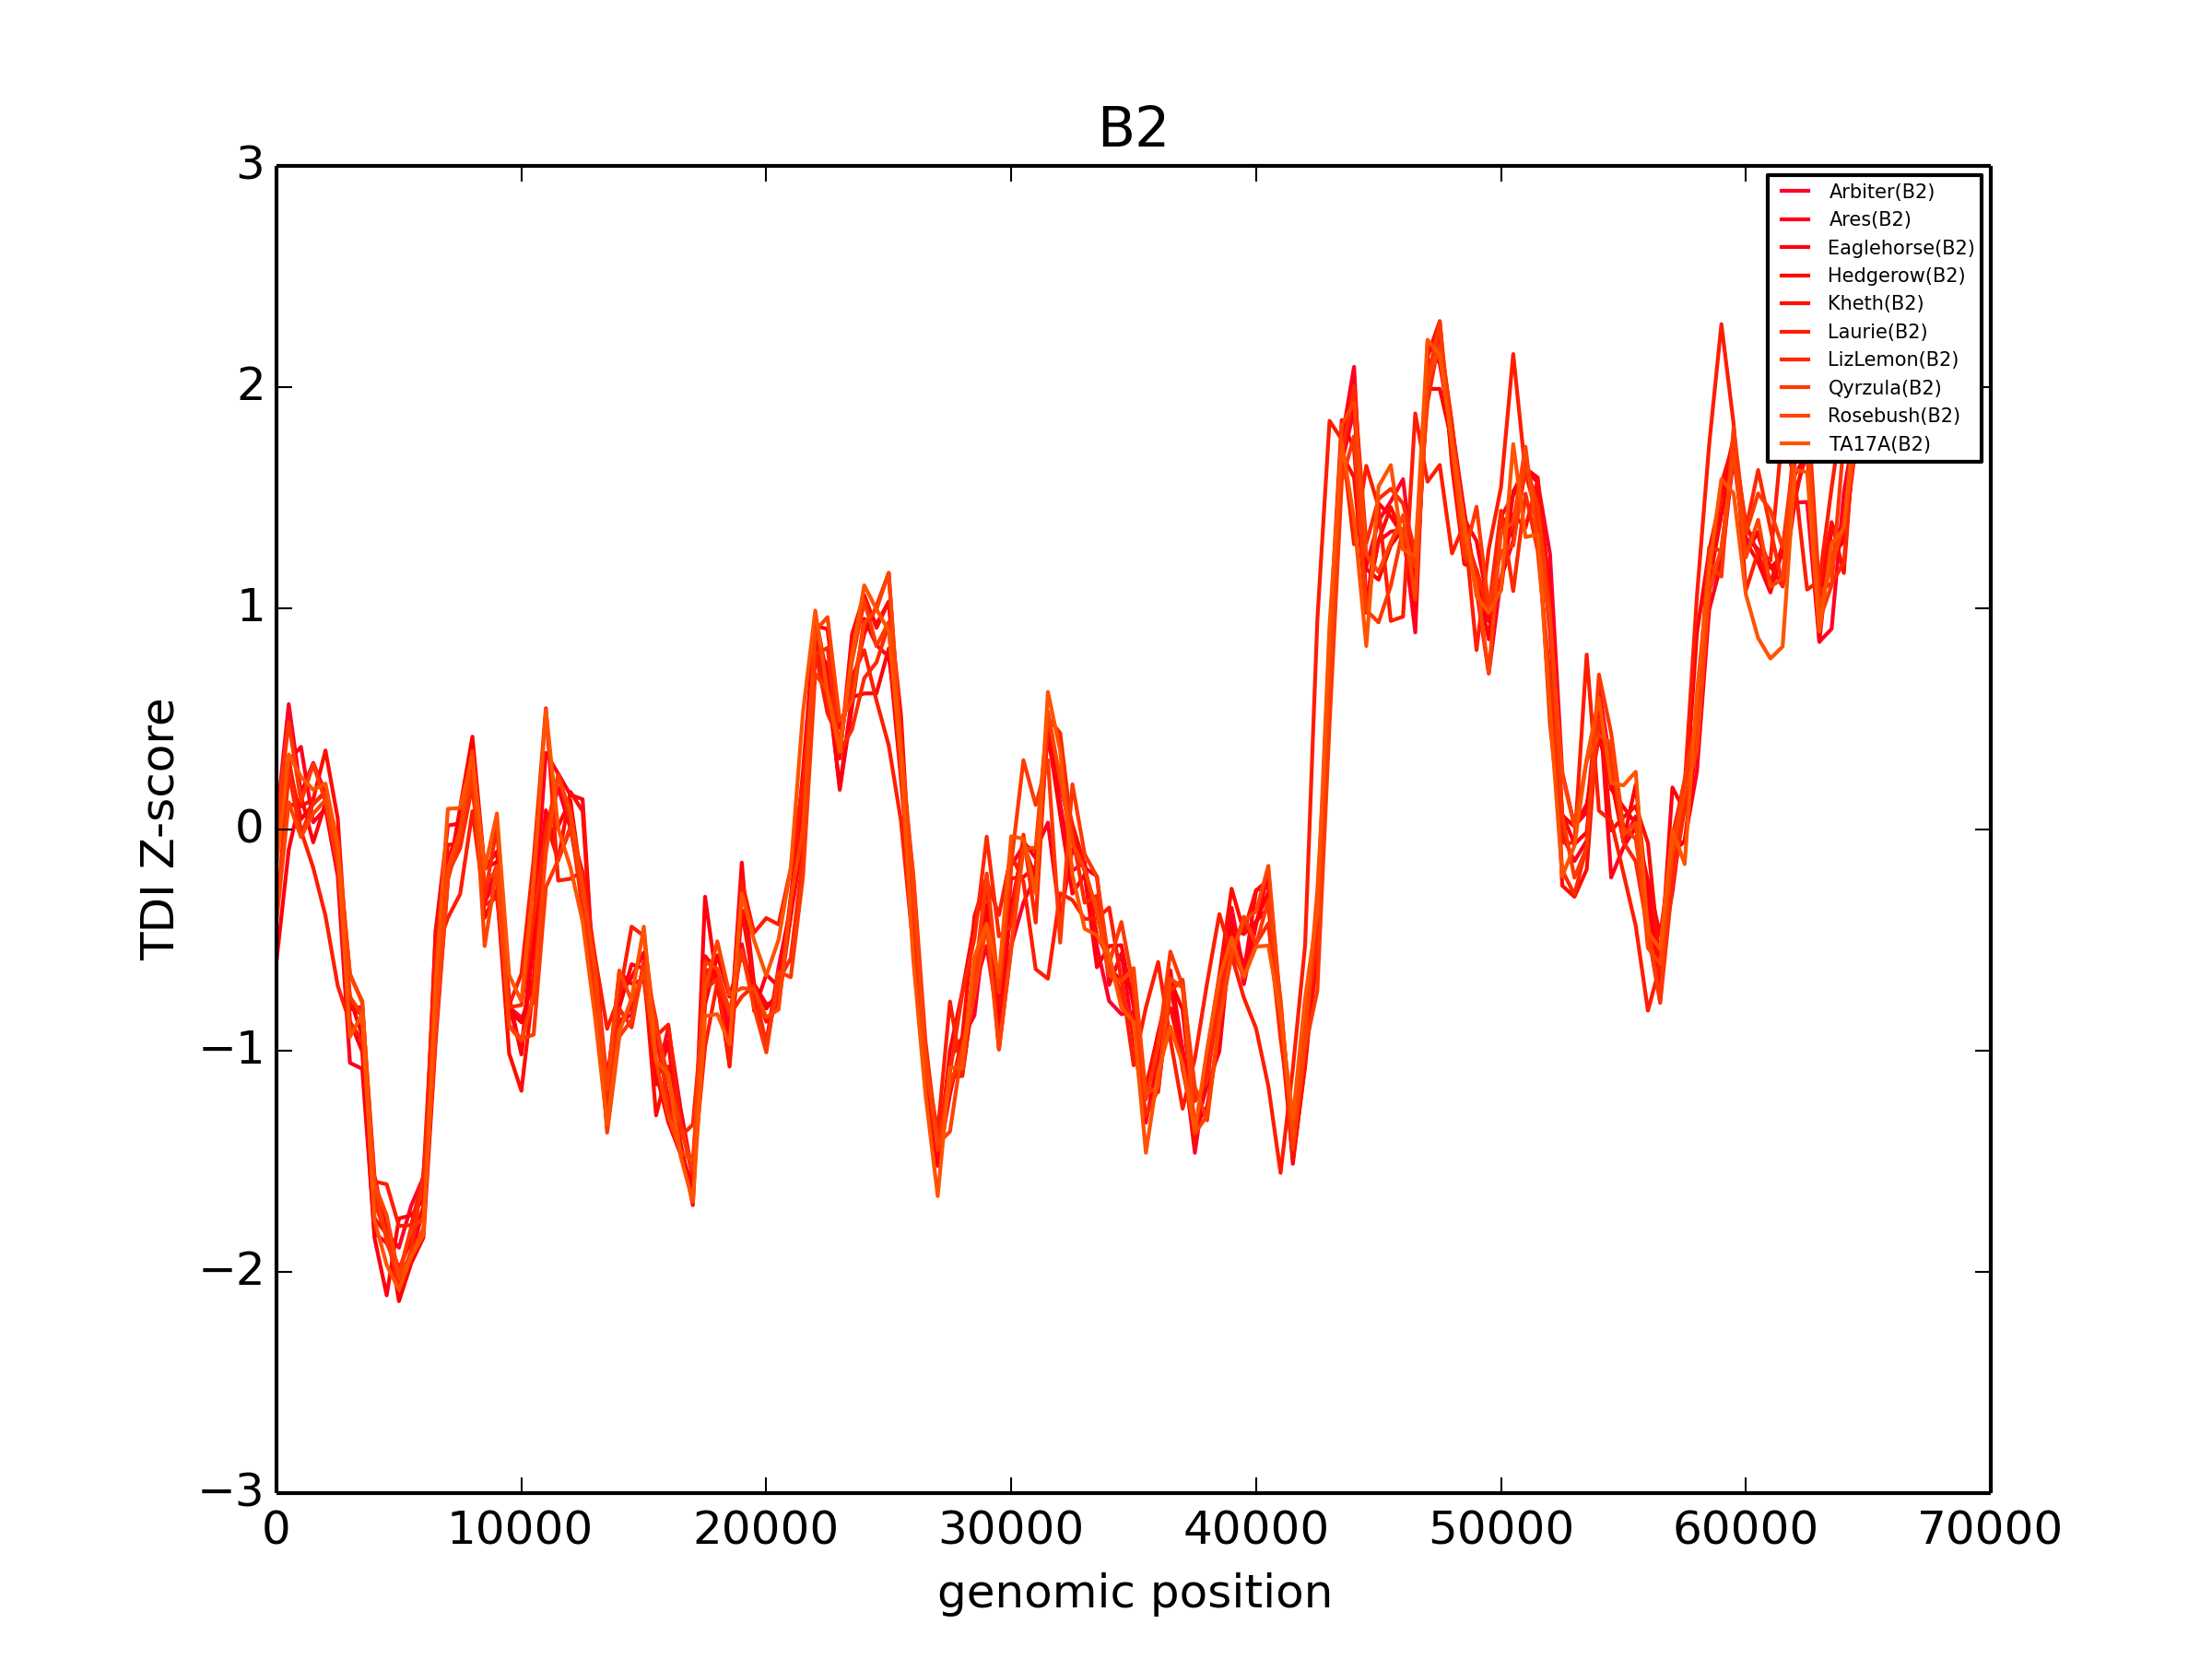 B2
3
2
1
0
−1
−2
−3
TDI Z-score
Arbiter(B2)
Ares(B2)
Eaglehorse(B2)
Hedgerow(B2)
Kheth(B2)
Laurie(B2)
LizLemon(B2)
Qyrzula(B2)
Rosebush(B2)
TA17A(B2)
0 10000 20000 30000 40000 50000 60000 70000
genomic position